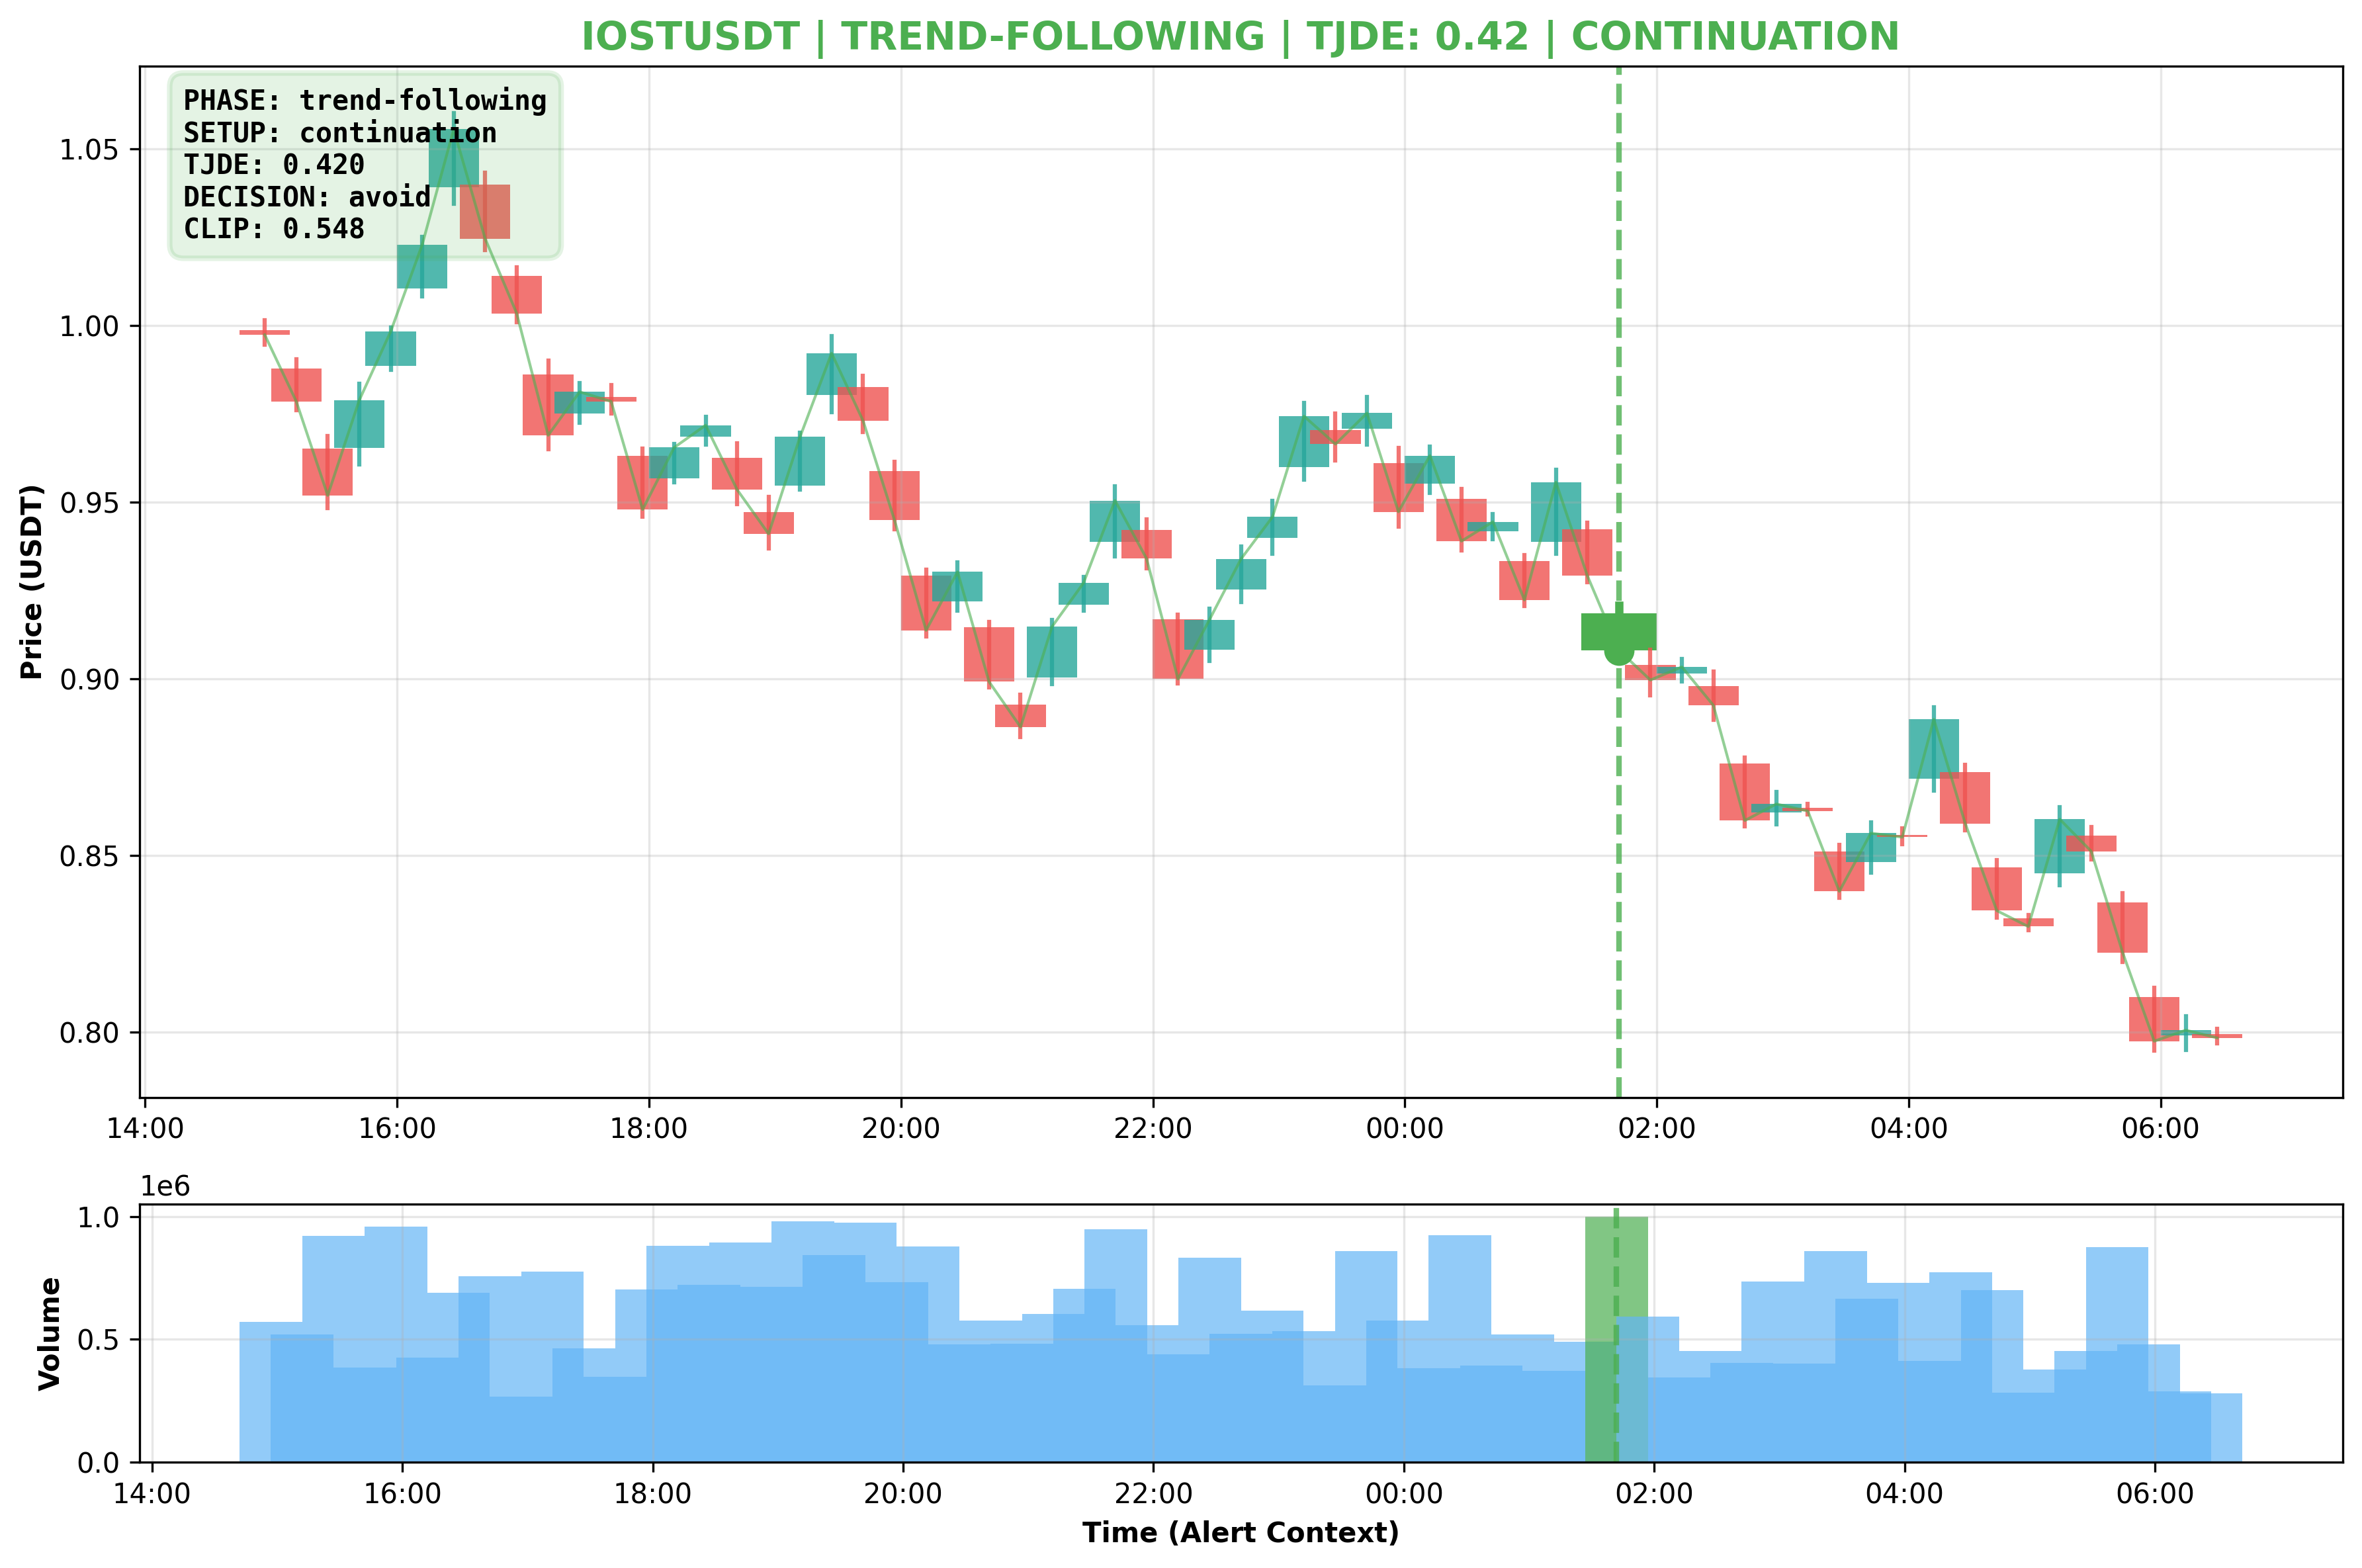 IOSTUSDT | TREND-FOLLOWING | TJDE: 0.42 | CONTINUATION
PHASE: trend-following
SETUP: continuation
TJDE: 0.420
DECISION: avoid
CLIP: 0.548
Price (USDT)
1.05
1.00
0.95
0.90
0.85
0.80
14:00 16:00 18:00 20:00 22:00 00:00 02:00 04:00 06:00
1e6
Volume
1.0
0.5
0.0
14:00 16:00 18:00 20:00 22:00 00:00 02:00 04:00 06:00
Time (Alert Context)